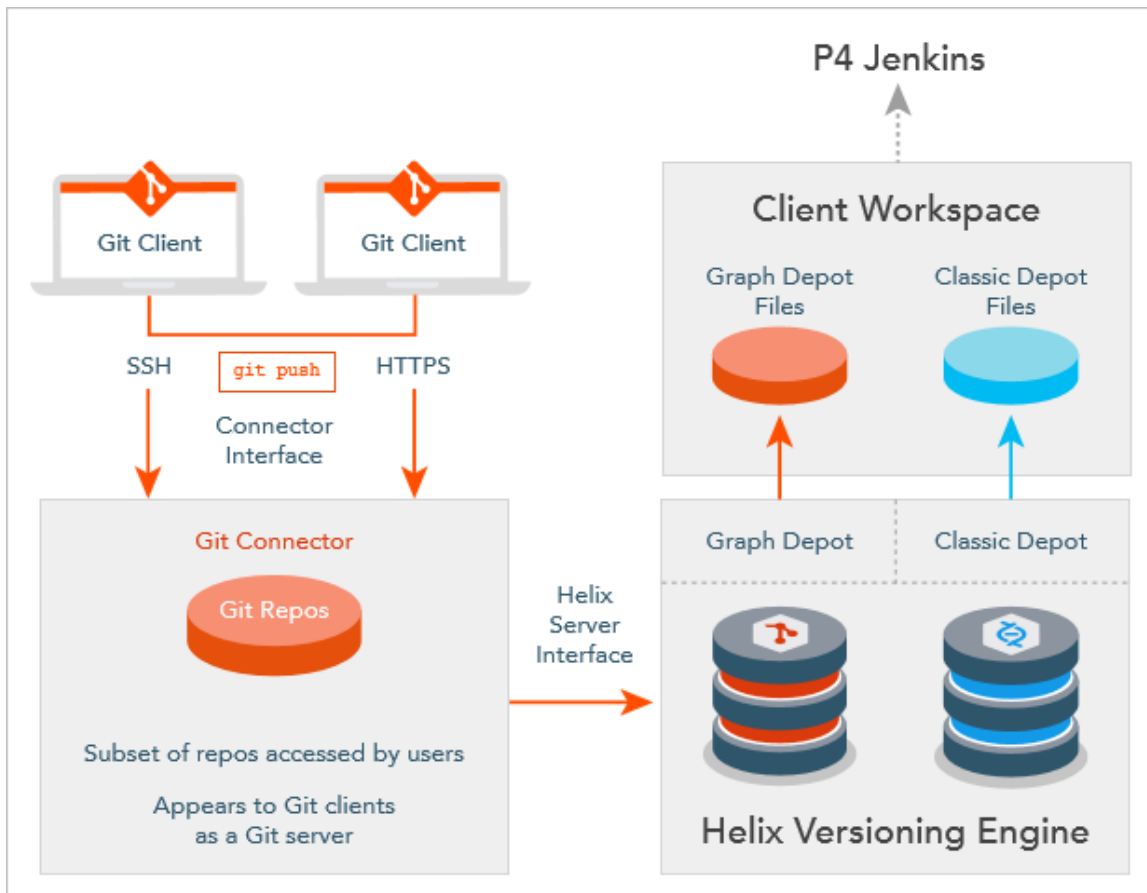 P4 Jenkins
Git Client
Git Client
SSH
git push
HTTPS
Connector
Interface
Git Connector
Git Repos
Subset of repos accessed by users
Appears to Git clients
as a Git server
Helix
Server
Interface
Client Workspace
Graph Depot
Files
Classic Depot
Files
Graph Depot
Classic Depot
Helix Versioning Engine